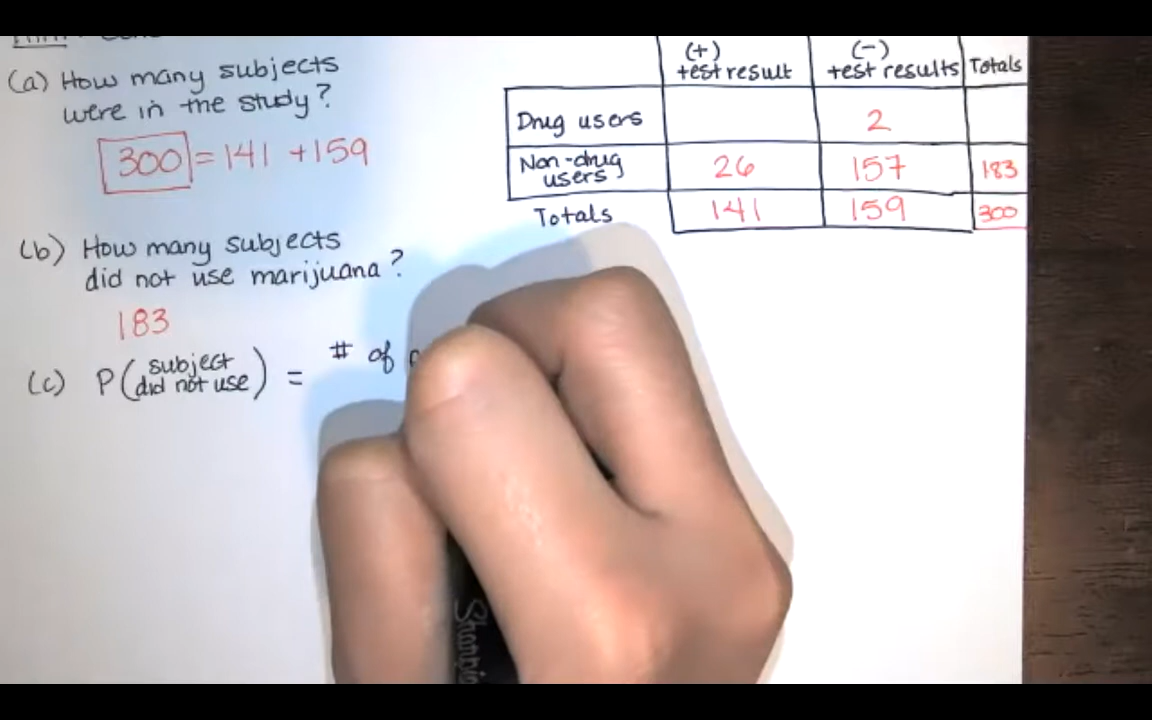 (a) How many subjects
were in the study?
300 = 141 + 159
(b) How many subjects
did not use marijuana?
183
(c) P(subject did not use) = # of
(+) test result (-) test results Totals
Drug users 2
Non-drug users 26 157 183
Totals 141 159 300